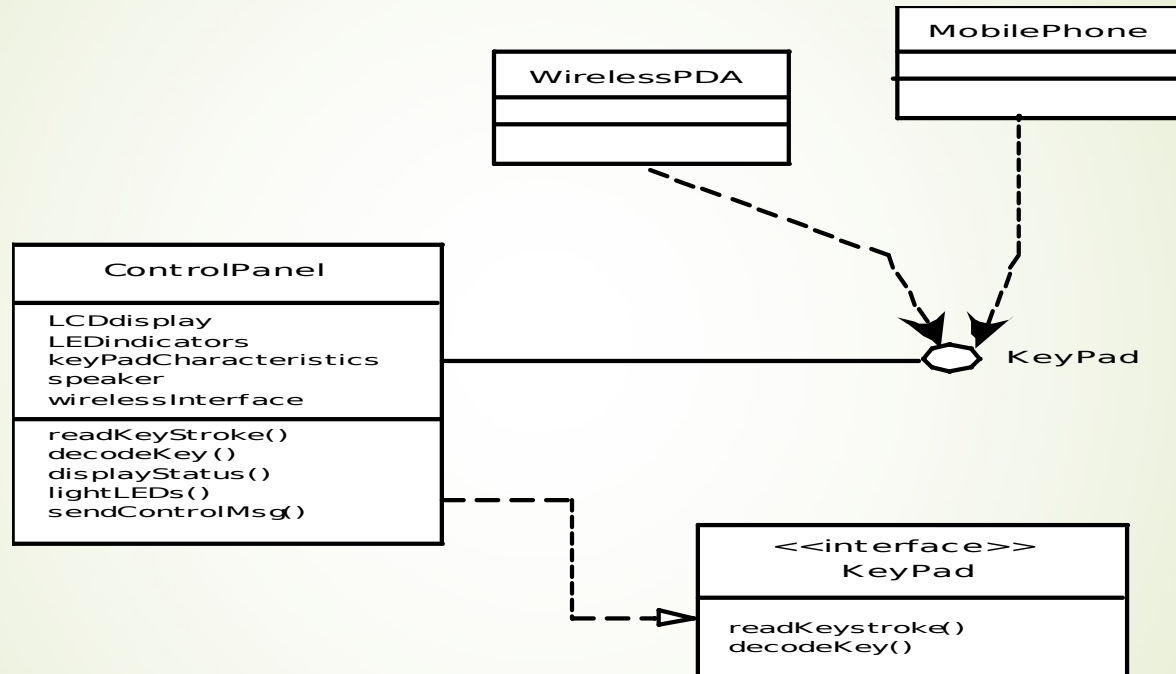 MobilePhone
WirelessPDA
ControlPanel
LCDdisplay
LEDindicators
keyPadCharacteristics
speaker
wirelessInterface
readKeyStroke()
decodeKey()
displayStatus()
lightLEDs()
sendControlMsg()
KeyPad
<<interface>>
KeyPad
readKeystroke()
decodeKey()